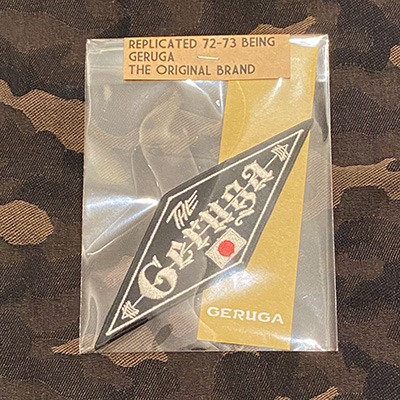 REPLICATED 72-73 BEING
GERUGA
THE ORIGINAL BRAND
THE
Geruga
GERUGA